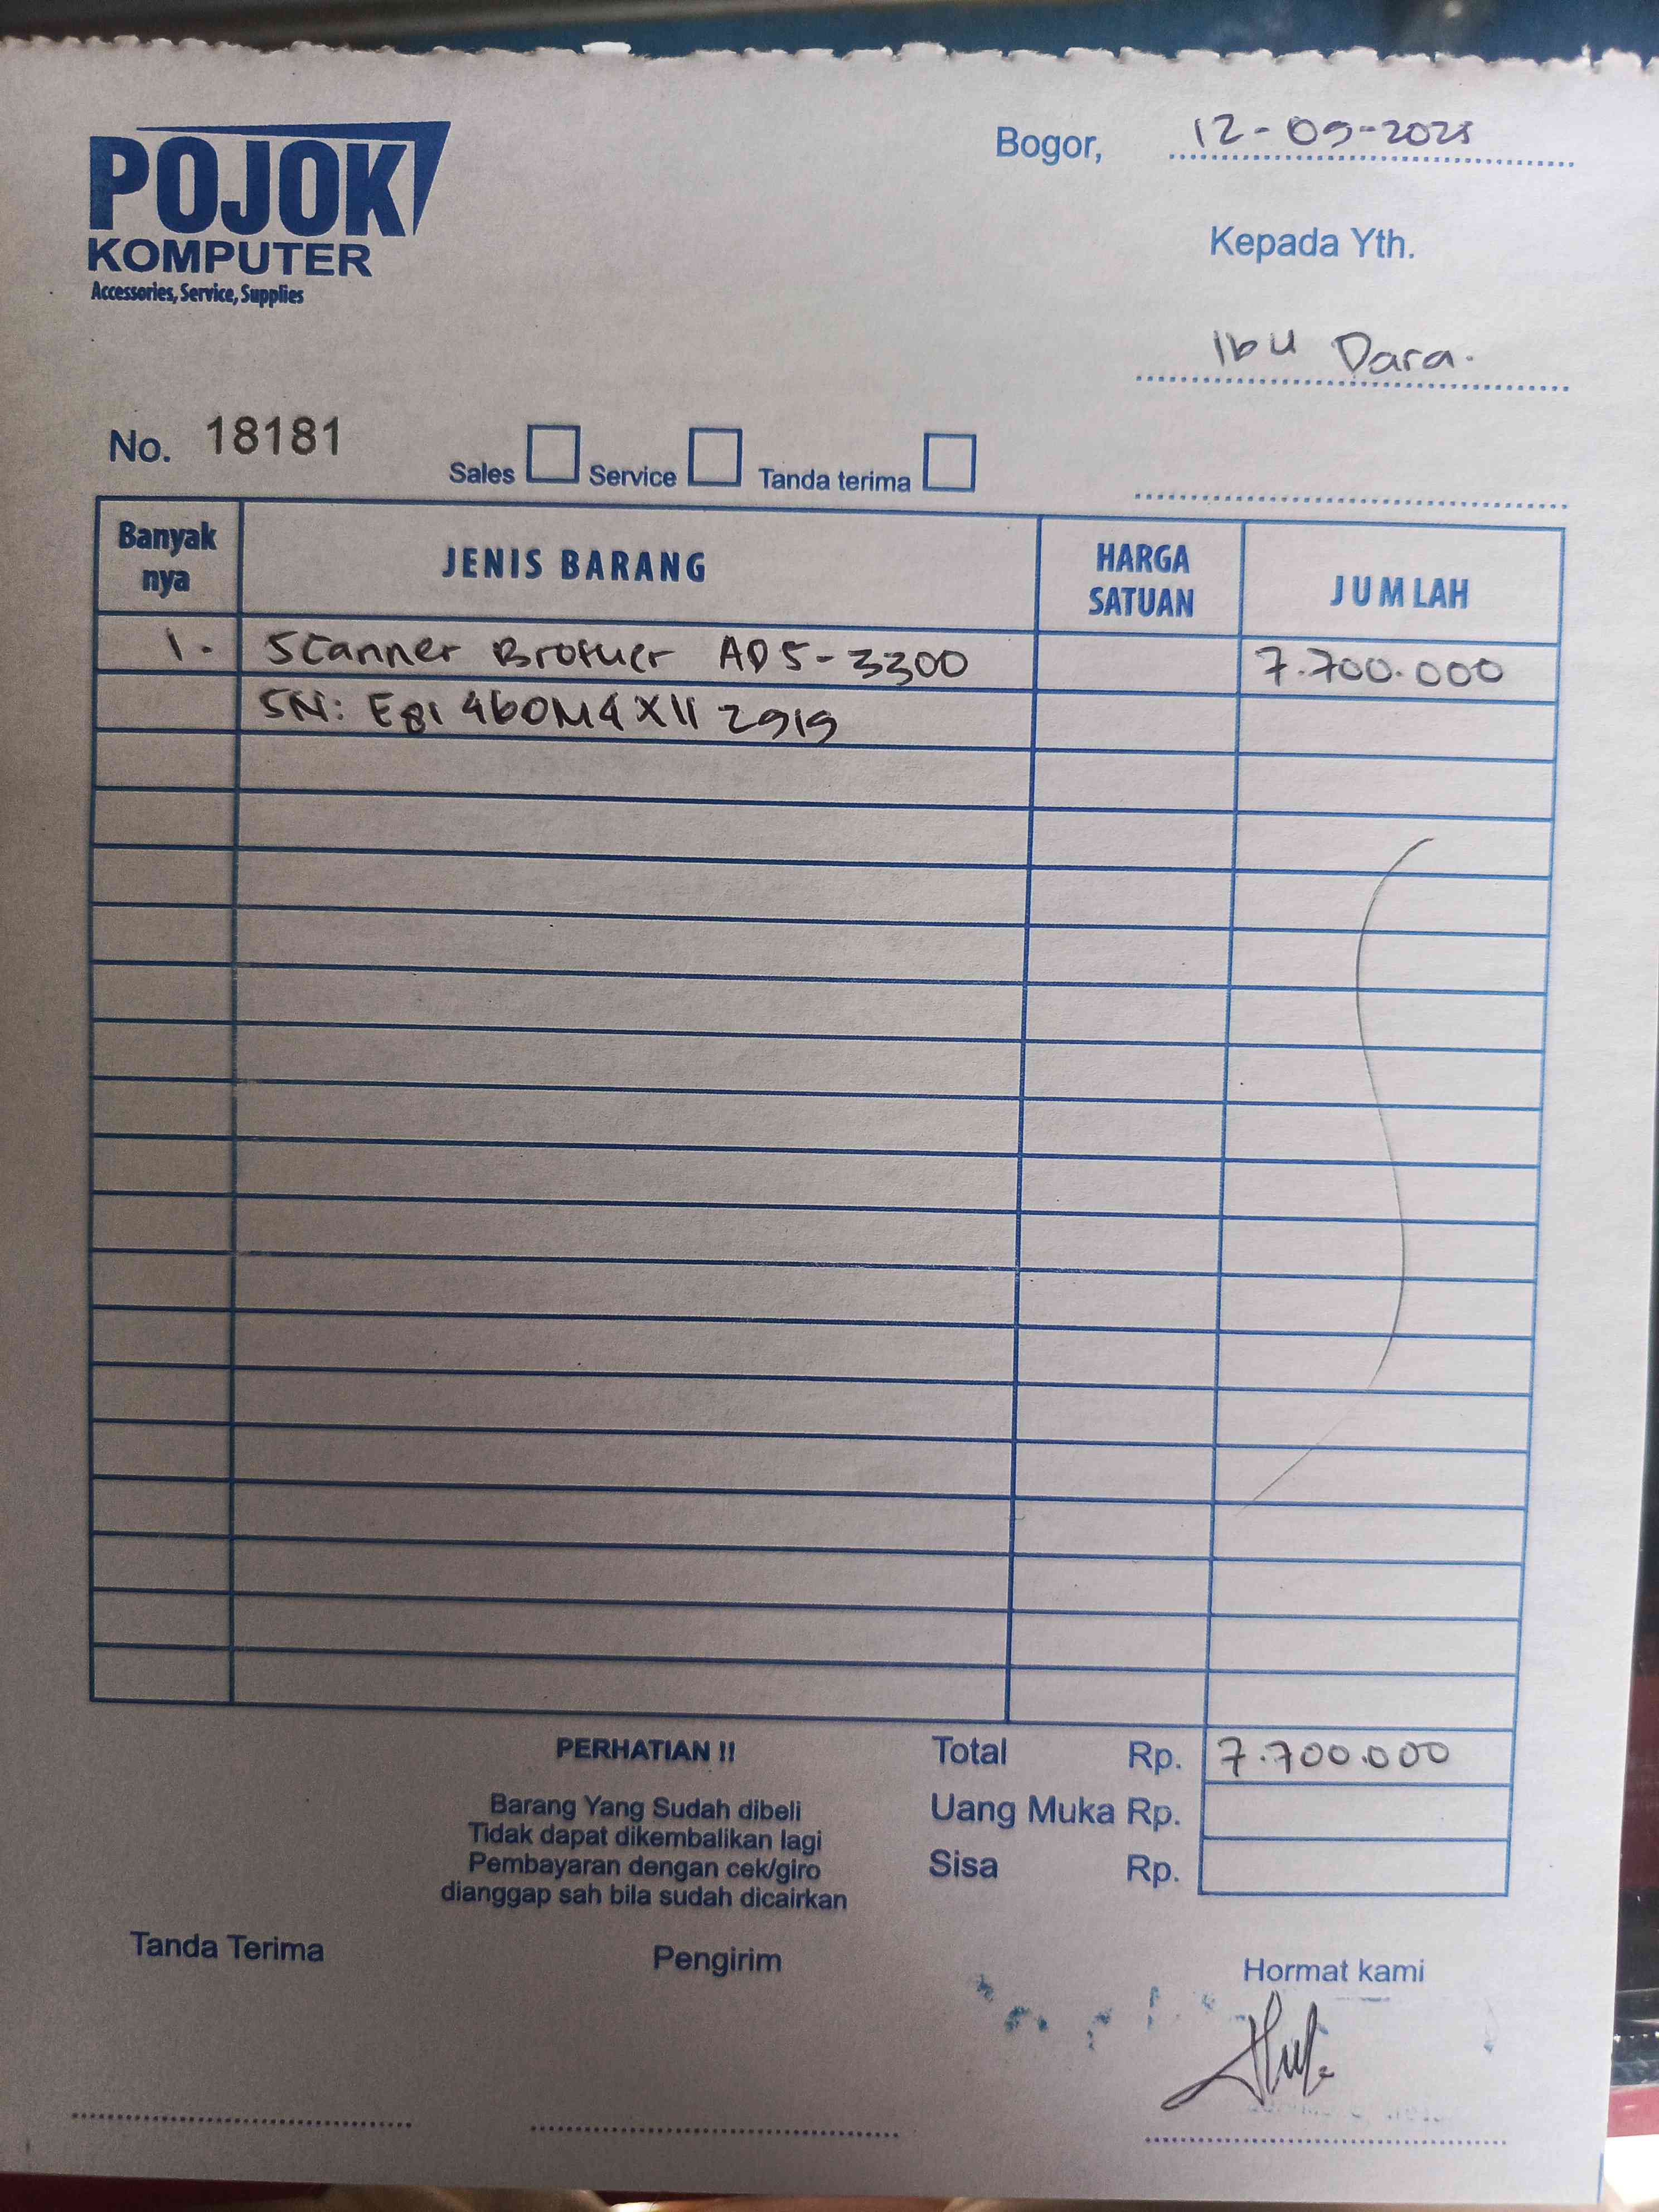 POJOK
KOMPUTER
Accessories, Service, Supplies
Bogor, 12-09-2025
Kepada Yth.
Ibu Dara.
No. 18181
Sales Service Tanda terima
Banyak nya JENIS BARANG HARGA SATUAN JUMLAH
1. Scanner Brother ADS-3300 7.700.000
SN: E81460M4X112919
PERHATIAN !!
Barang Yang Sudah dibeli
Tidak dapat dikembalikan lagi
Pembayaran dengan cek/giro
dianggap sah bila sudah dicairkan
Total Rp. 7.700.000
Uang Muka Rp.
Sisa Rp.
Tanda Terima Pengirim Hormat kami